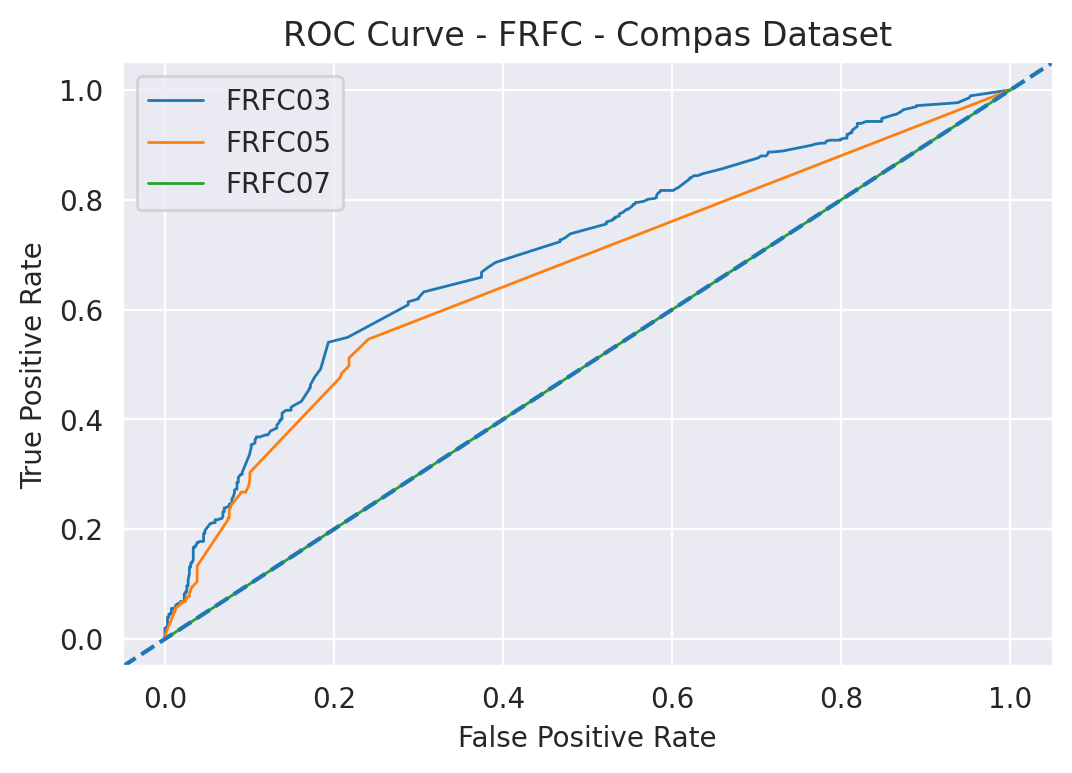 ROC Curve - FRFC - Compas Dataset
FRFC03
FRFC05
FRFC07
True Positive Rate
1.0
0.8
0.6
0.4
0.2
0.0
0.0 0.2 0.4 0.6 0.8 1.0
False Positive Rate